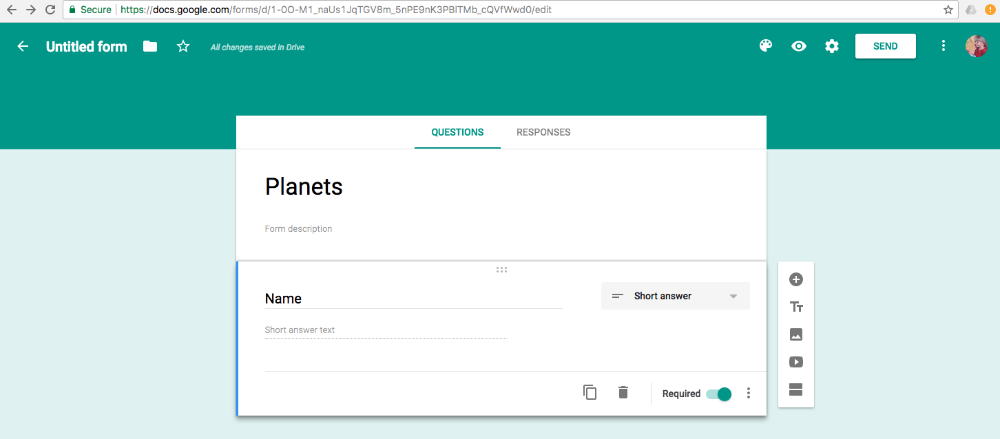 Secure https://docs.google.com/forms/d/1-0O-M1_naUs1JqTGV8m_5nPE9nK3PBlTMb_cQVfWwd0/edit
Untitled form All changes saved in Drive SEND
QUESTIONS RESPONSES
Planets
Form description
Name Short answer
Short answer text
Required